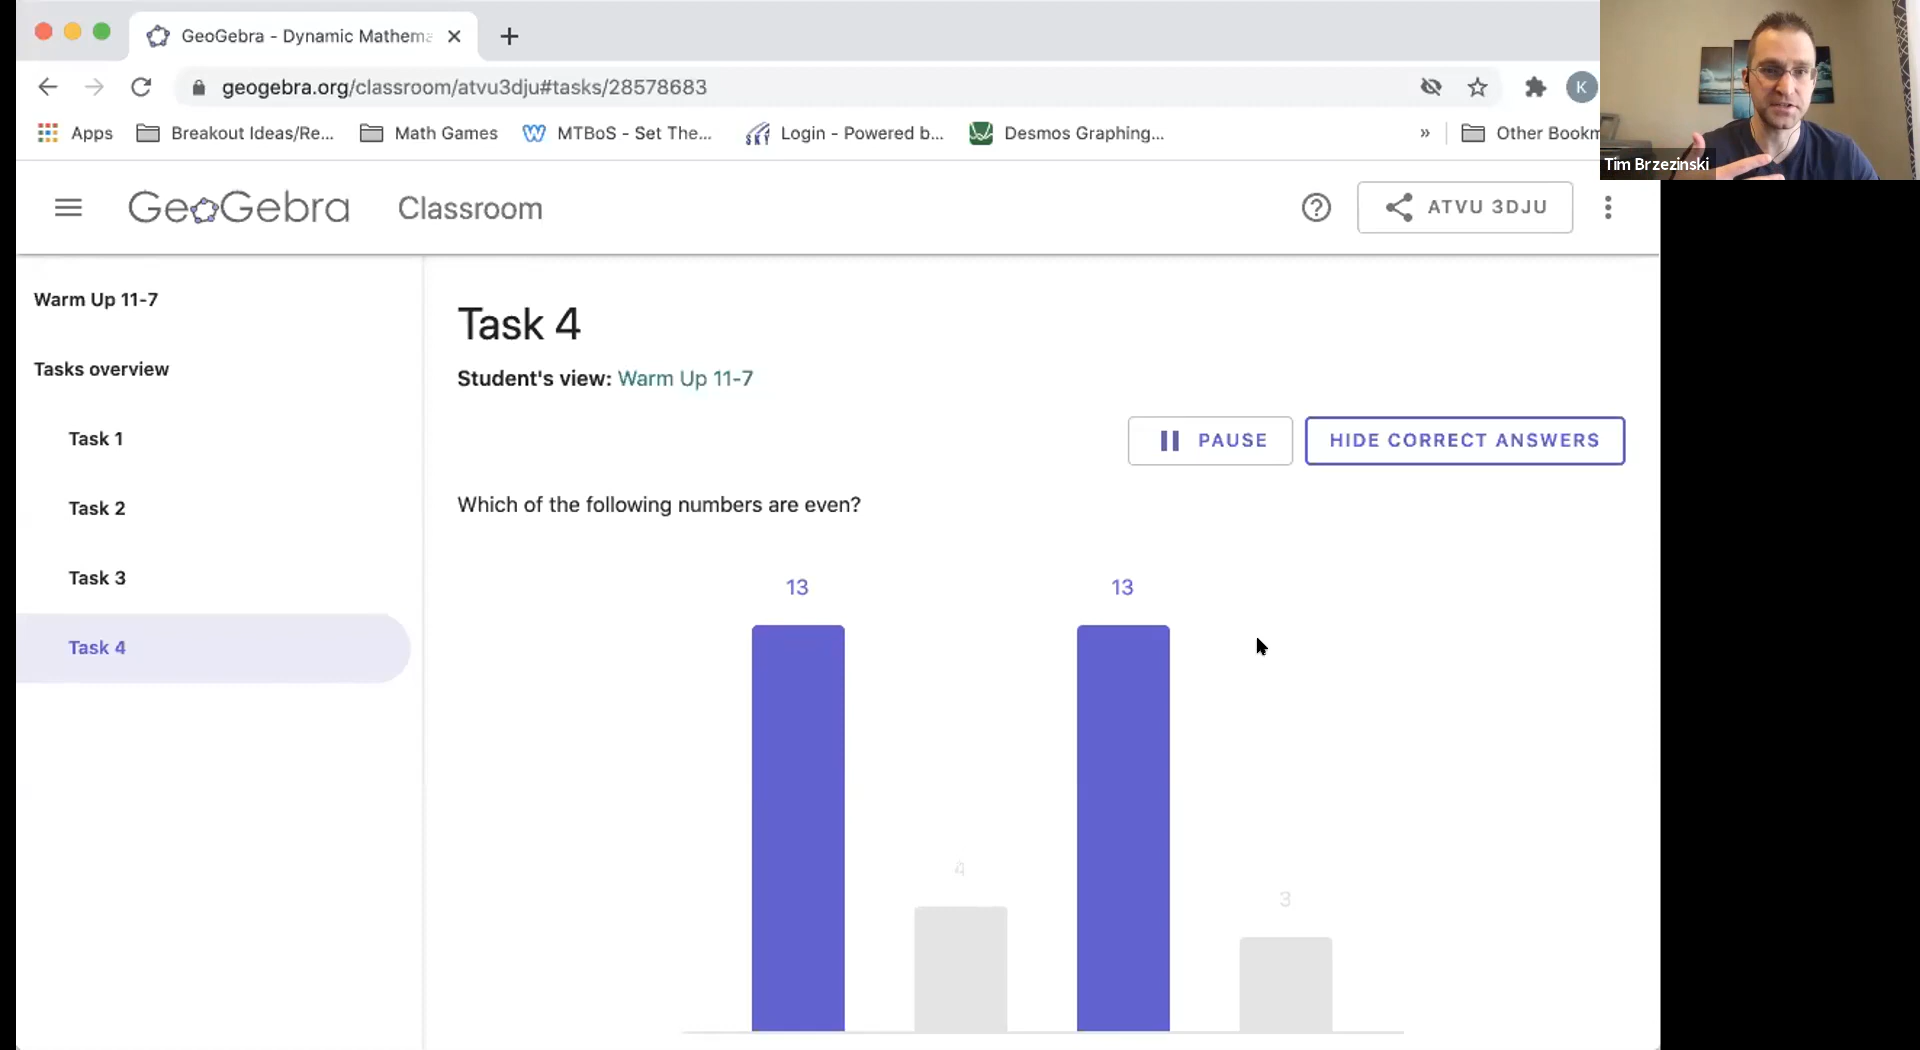 GeoGebra - Dynamic Mathema
geogebra.org/classroom/atvu3dju#tasks/28578683
K
Apps Breakout Ideas/Re... Math Games MTBoS - Set The... Login - Powered b... Desmos Graphing... » Other Bookm
Tim Brzezinski
GeoGebra Classroom
ATVU 3DJU
Warm Up 11-7
Tasks overview
Task 1
Task 2
Task 3
Task 4
Task 4
Student's view: Warm Up 11-7
PAUSE
HIDE CORRECT ANSWERS
Which of the following numbers are even?
13 13
4
3